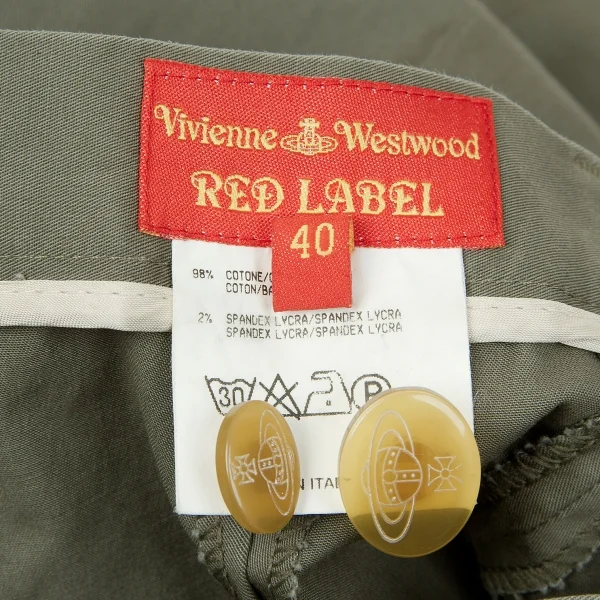 Vivienne Westwood
RED LABEL
40
98% COTONE/
COTON/BA
2% SPANDEX LYCRA/SPANDEX LYCRA
SPANDEX LYCRA/SPANDEX LYCRA
30 P
N ITAL